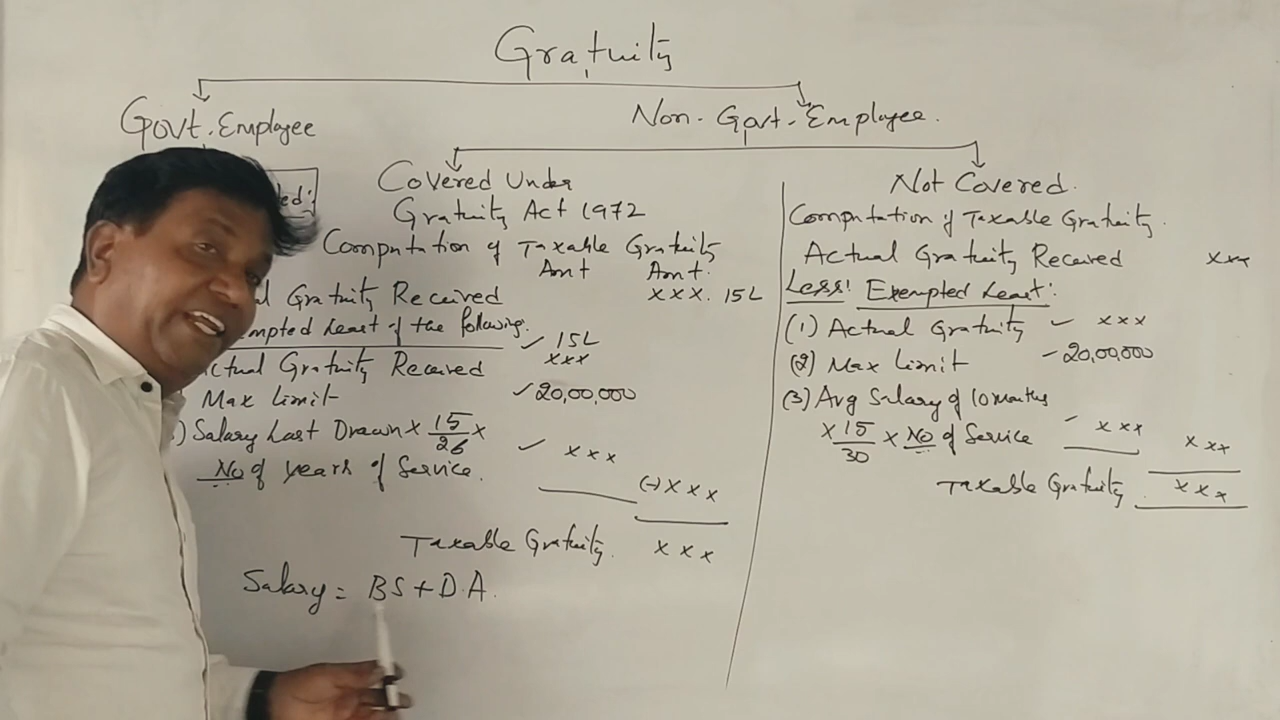 Gratuity
Govt. Employee
Non. Govt. Employee.
ed:
Covered Under
Gratuity Act 1972
Computation of Taxable Gratuity
Amt Amt.
l Gratuity Received xxx. 15L
mpted Least of the following.
ctual Gratuity Received 15L
xxx
Max Limit 20,00,000
) Salary Last Drawn x 15/26 x
No of years of Service. xxx
(-) xxx
Taxable Gratuity. xxx
Salary = BS + D.A.
Not Covered.
Computation of Taxable Gratuity.
Actual Gratuity Received xxx
Less: Exempted Least:
(1) Actual Gratuity xxx
(2) Max Limit - 20,00,000
(3) Avg Salary of 10 months
x 15/30 x No of Service xxx xxx
Taxable Gratuity xxx